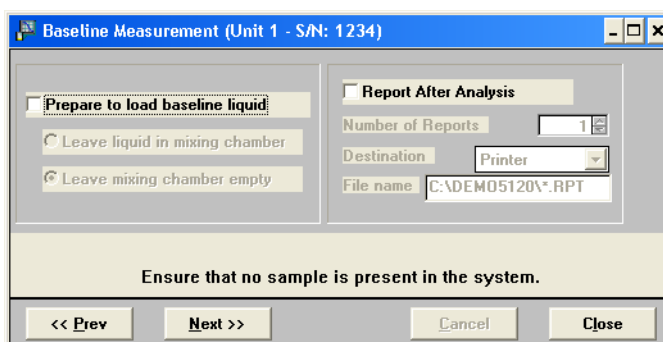 Baseline Measurement (Unit 1 - S/N: 1234)
Prepare to load baseline liquid
Leave liquid in mixing chamber
Leave mixing chamber empty
Report After Analysis
Number of Reports 1
Destination Printer
File name C:\DEMO5120\*.RPT
Ensure that no sample is present in the system.
<< Prev Next >> Cancel Close